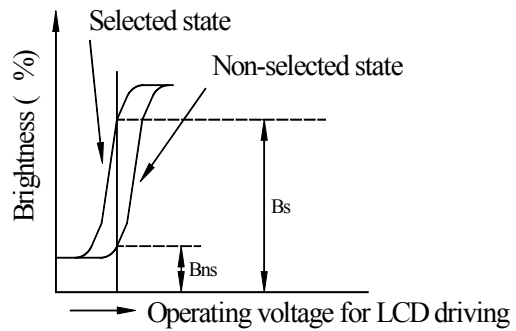 Selected state
Non-selected state
Brightness ( %)
Bs
Bns
Operating voltage for LCD driving